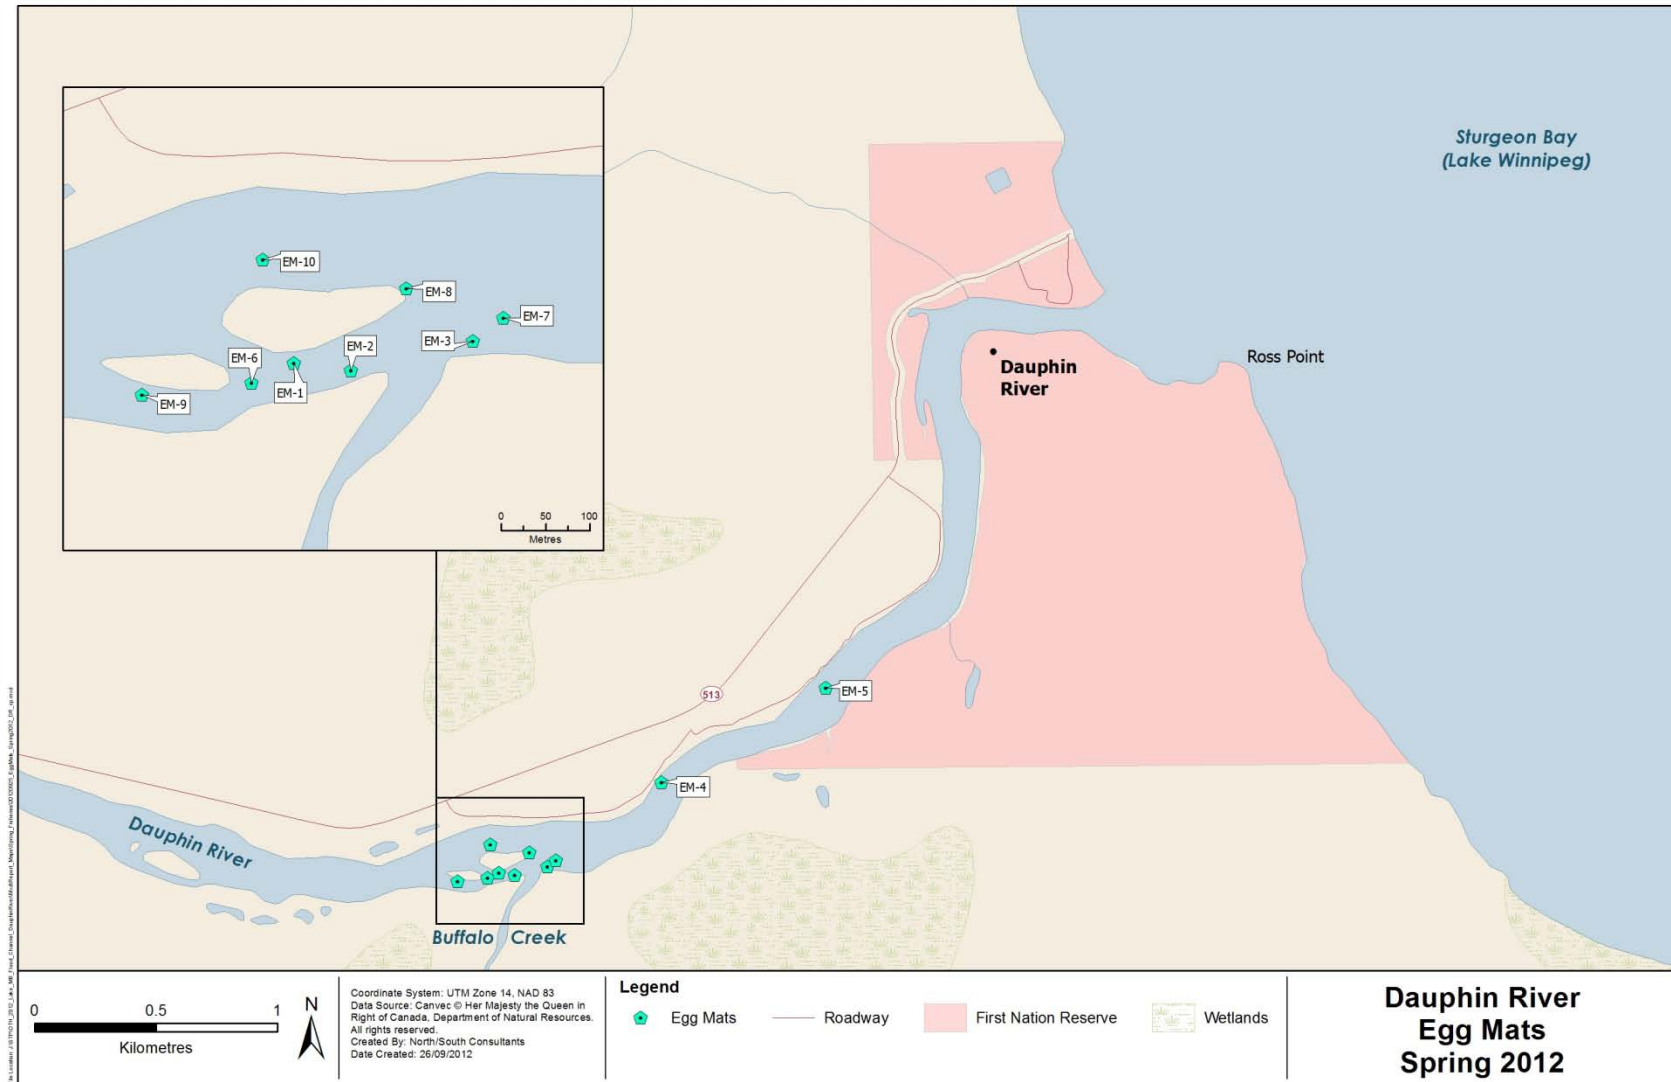 Sturgeon Bay
(Lake Winnipeg)
EM-10
EM-8
EM-7
EM-3
EM-2
EM-6
EM-1
EM-9
0 50 100
Metres
Ross Point
Dauphin
River
513
EM-5
EM-4
Dauphin River
Buffalo Creek
0 0.5 1
Kilometres
N
Coordinate System: UTM Zone 14, NAD 83
Data Source: Canvec © Her Majesty the Queen in
Right of Canada, Department of Natural Resources.
All rights reserved.
Created By: North/South Consultants
Date Created: 26/09/2012
Legend
Egg Mats
Roadway
First Nation Reserve
Wetlands
Dauphin River
Egg Mats
Spring 2012